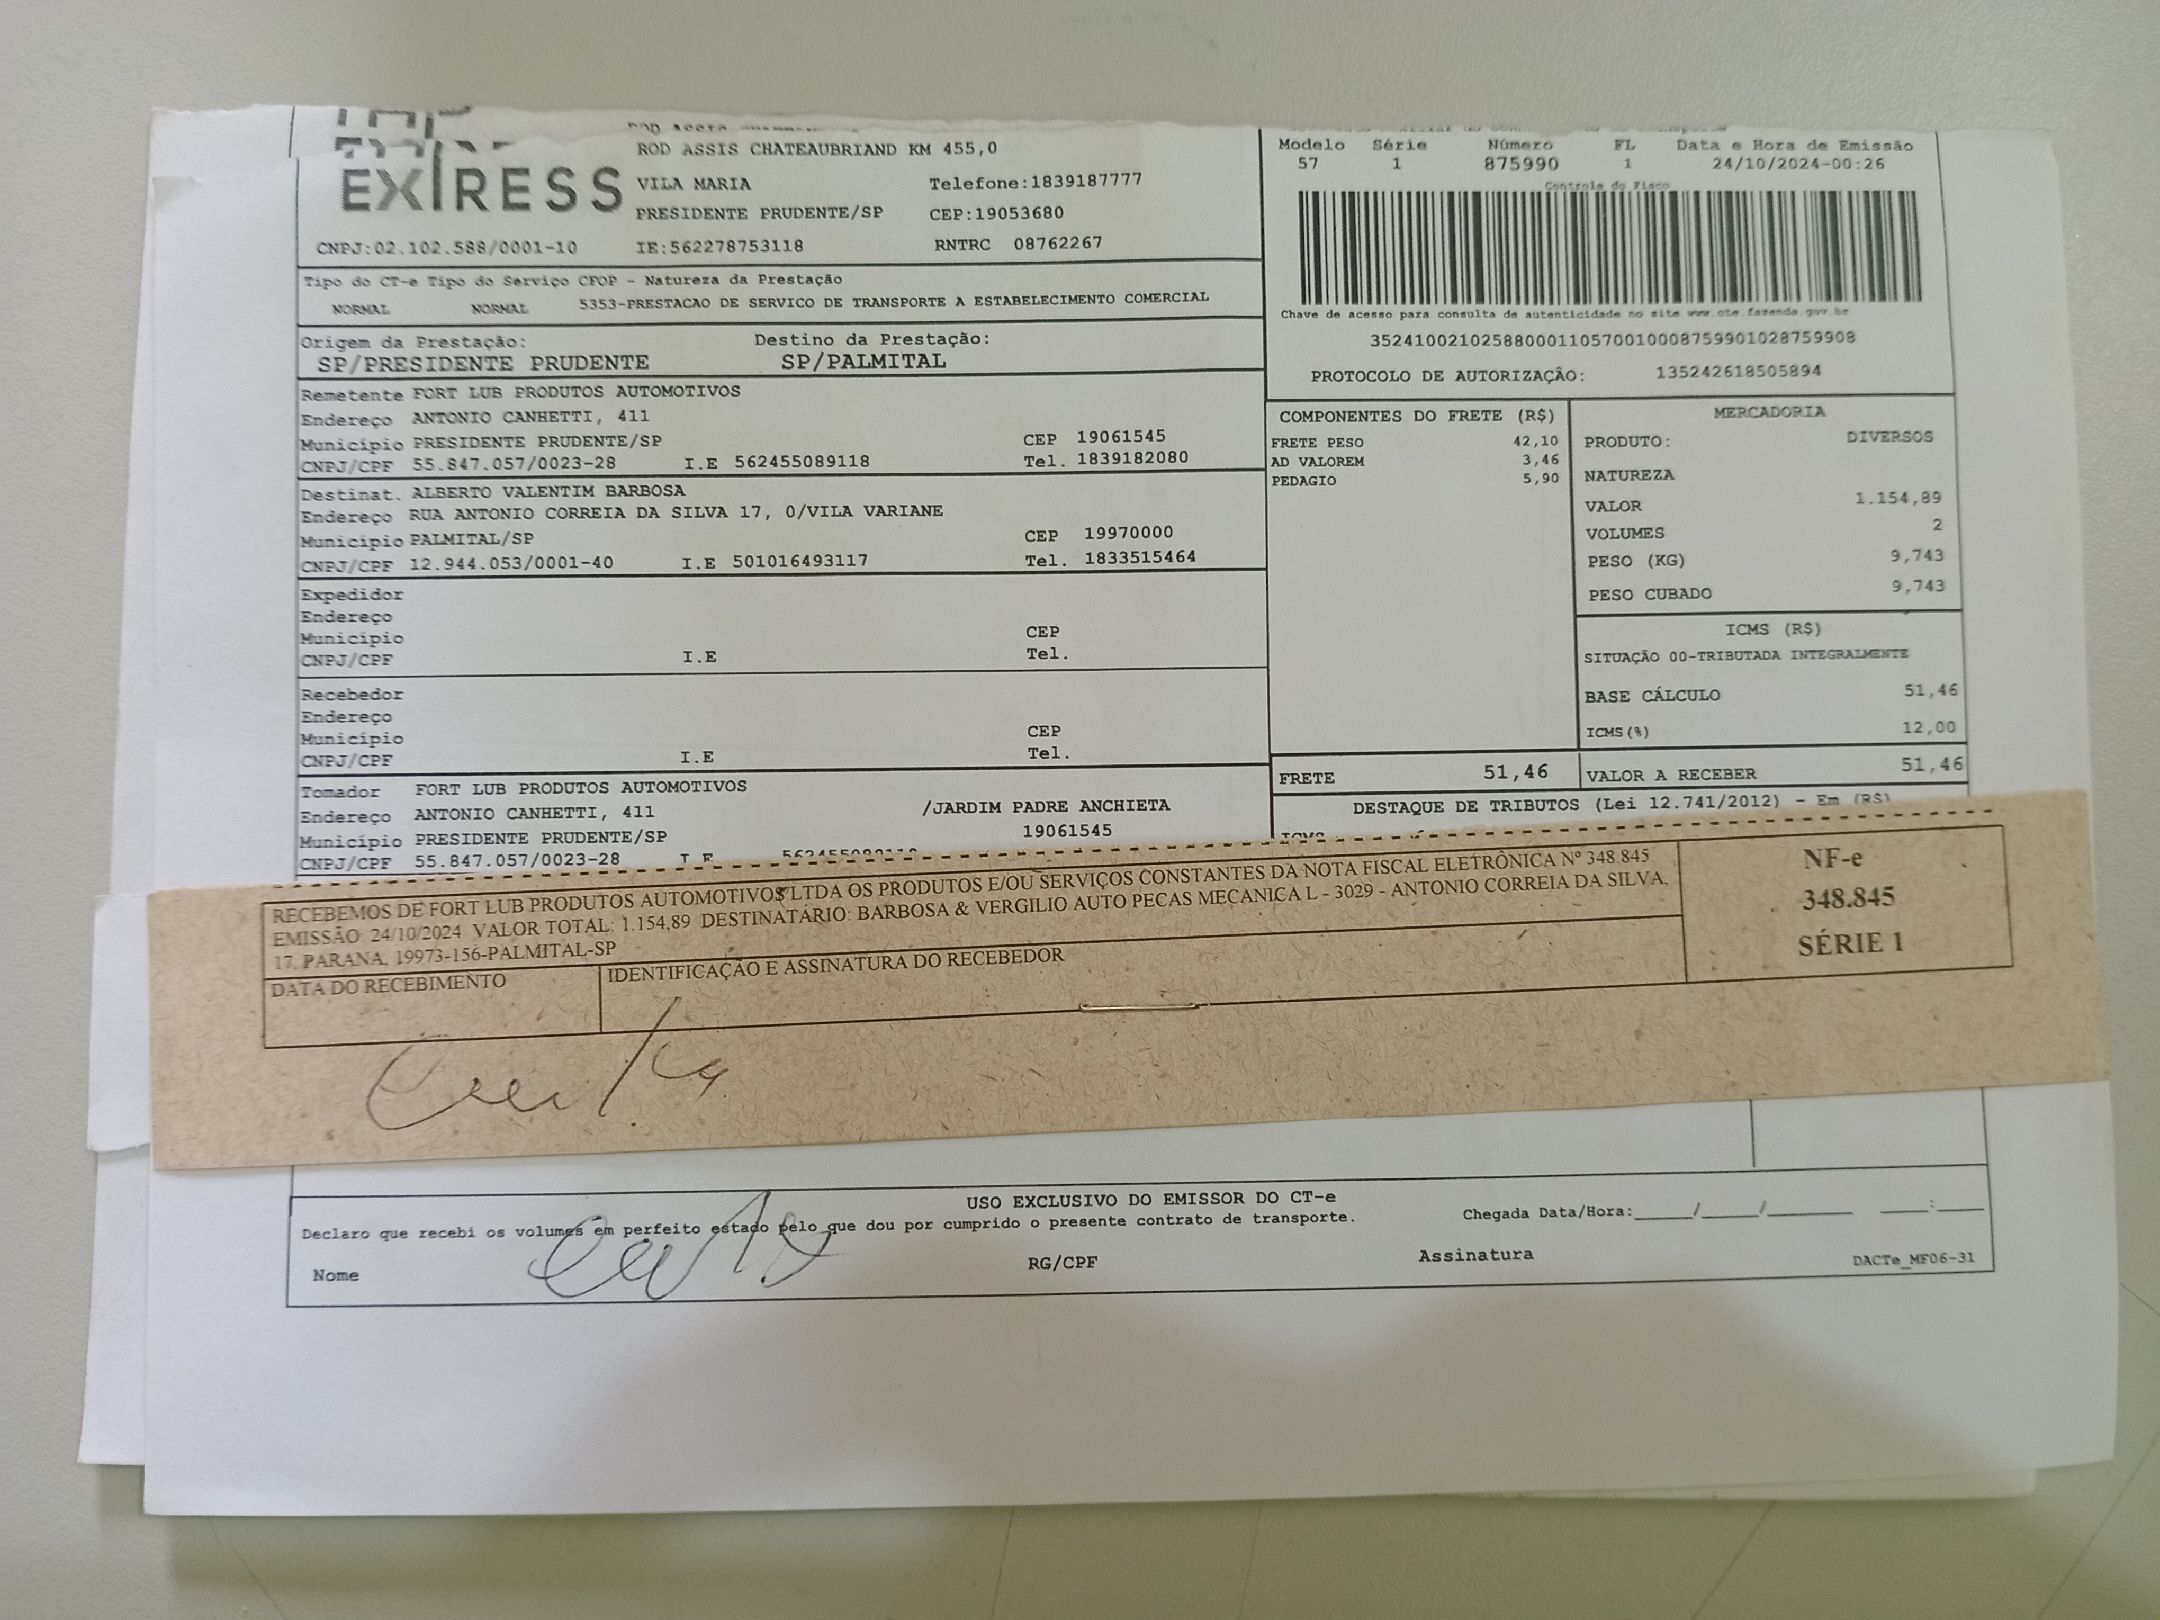 EXPRESS
ROD ASSIS CHATEAUBRIAND KM 455,0
VILA MARIA Telefone:1839187777
PRESIDENTE PRUDENTE/SP CEP:19053680
CNPJ:02.102.588/0001-10 IE:562278753118 RNTRC 08762267
Modelo Série Número FL Data e Hora de Emissão
57 1 875990 1 24/10/2024-00:26
Controle do Fisco
Chave de acesso para consulta de autenticidade no site www.cte.fazenda.gov.br
35241002102588000110570010008759901028759908
PROTOCOLO DE AUTORIZAÇÃO: 135242618505894
Tipo do CT-e Tipo do Serviço CFOP - Natureza da Prestação
NORMAL NORMAL 5353-PRESTACAO DE SERVICO DE TRANSPORTE A ESTABELECIMENTO COMERCIAL
Origem da Prestação: Destino da Prestação:
SP/PRESIDENTE PRUDENTE SP/PALMITAL
Remetente FORT LUB PRODUTOS AUTOMOTIVOS
Endereço ANTONIO CANHETTI, 411
Município PRESIDENTE PRUDENTE/SP CEP 19061545
CNPJ/CPF 55.847.057/0023-28 I.E 562455089118 Tel. 1839182080
Destinat. ALBERTO VALENTIM BARBOSA
Endereço RUA ANTONIO CORREIA DA SILVA 17, 0/VILA VARIANE
Município PALMITAL/SP CEP 19970000
CNPJ/CPF 12.944.053/0001-40 I.E 501016493117 Tel. 1833515464
Expedidor
Endereço
Município CEP
CNPJ/CPF I.E Tel.
Recebedor
Endereço
Município CEP
CNPJ/CPF I.E Tel.
Tomador FORT LUB PRODUTOS AUTOMOTIVOS
Endereço ANTONIO CANHETTI, 411 /JARDIM PADRE ANCHIETA
Município PRESIDENTE PRUDENTE/SP 19061545
CNPJ/CPF 55.847.057/0023-28 I.E
COMPONENTES DO FRETE (R$)
FRETE PESO 42,10
AD VALOREM 3,46
PEDAGIO 5,90
MERCADORIA
PRODUTO: DIVERSOS
NATUREZA
VALOR 1.154,89
VOLUMES 2
PESO (KG) 9,743
PESO CUBADO 9,743
ICMS (R$)
SITUAÇÃO 00-TRIBUTADA INTEGRALMENTE
BASE CÁLCULO 51,46
ICMS(%) 12,00
FRETE 51,46 VALOR A RECEBER 51,46
DESTAQUE DE TRIBUTOS (Lei 12.741/2012) - Em (R$)
RECEBEMOS DE FORT LUB PRODUTOS AUTOMOTIVOS LTDA OS PRODUTOS E/OU SERVIÇOS CONSTANTES DA NOTA FISCAL ELETRÔNICA Nº 348.845
EMISSÃO: 24/10/2024 VALOR TOTAL: 1.154,89 DESTINATÁRIO: BARBOSA & VERGILIO AUTO PECAS MECANICA L - 3029 - ANTONIO CORREIA DA SILVA,
17, PARANA, 19973-156-PALMITAL-SP
DATA DO RECEBIMENTO IDENTIFICAÇÃO E ASSINATURA DO RECEBEDOR
NF-e
348.845
SÉRIE 1
USO EXCLUSIVO DO EMISSOR DO CT-e
Declaro que recebi os volumes em perfeito estado pelo que dou por cumprido o presente contrato de transporte. Chegada Data/Hora:_____/_____/________ ____:____
Nome RG/CPF Assinatura DACTe_MF06-31